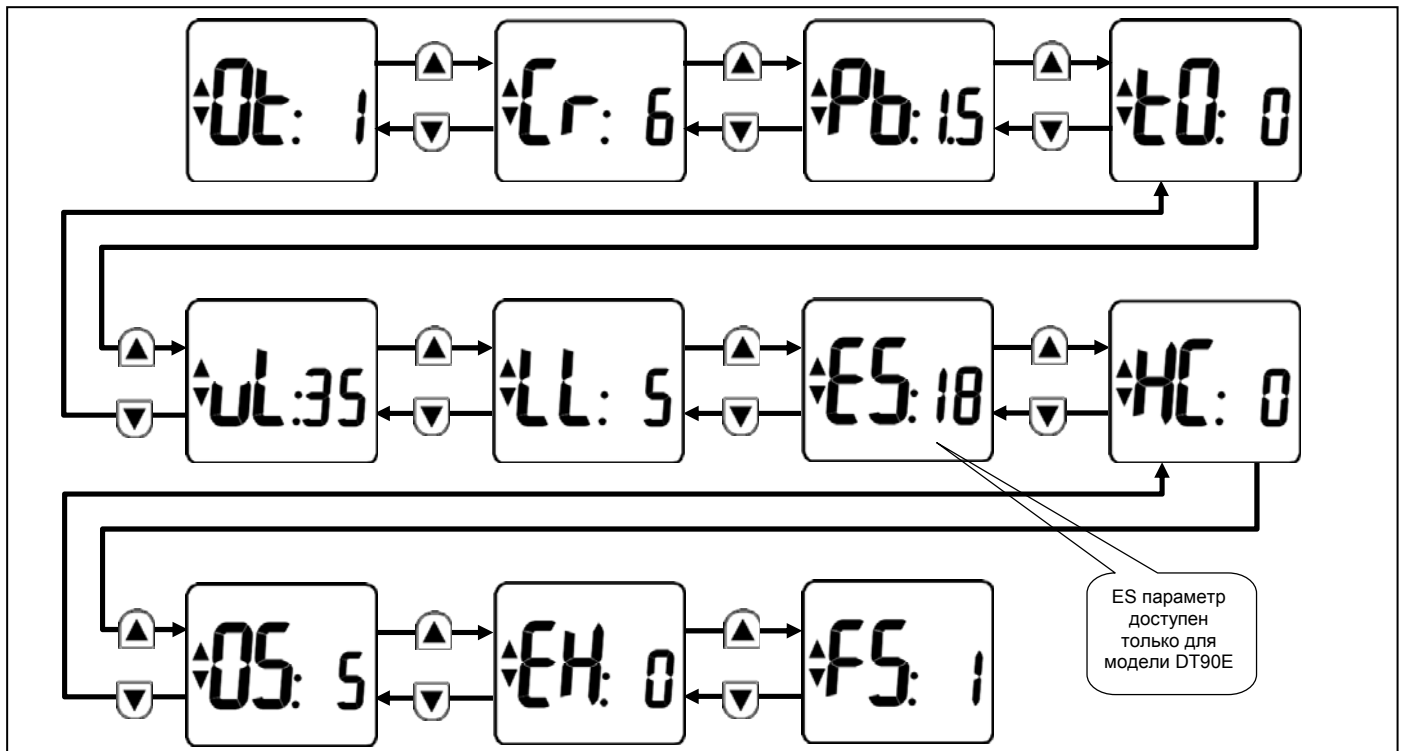 Ot: 1
Cr: 6
Pb:1.5
tO: 0
uL:35
LL: 5
ES:18
HC: 0
OS: 5
EH: 0
FS: 1
ES параметр
доступен
только для
модели DT90E